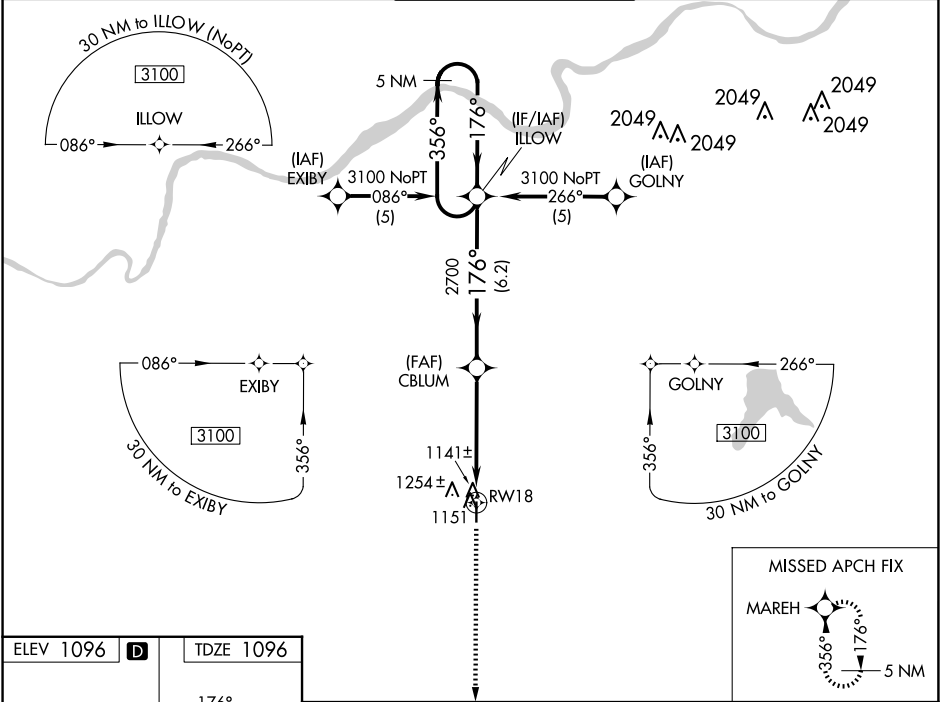 30 NM to ILLOW (NoPT)
3100
ILLOW
086°
266°
5 NM
356°
176°
(IF/IAF)
ILLOW
2049
2049
2049
2049
2049
(IAF)
EXIBY
3100 NoPT
086°
(5)
3100 NoPT
266°
(5)
(IAF)
GOLNY
2700
176°
(6.2)
086°
EXIBY
3100
356°
30 NM to EXIBY
(FAF)
CBLUM
266°
GOLNY
3100
356°
30 NM to GOLNY
1141±
1254±
RW18
1151
MISSED APCH FIX
MAREH
356°
176°
5 NM
ELEV 1096
D
TDZE 1096
176°